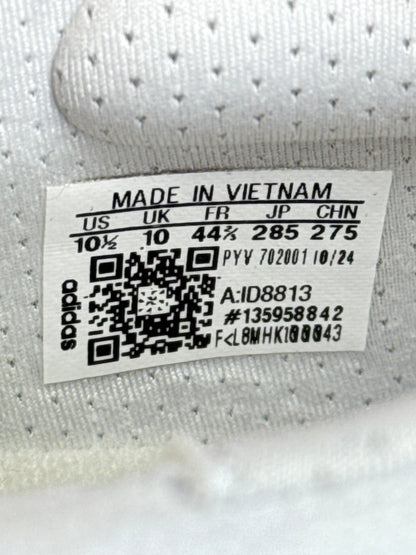 MADE IN VIETNAM
US UK FR JP CHN
10½ 10 44⅔ 285 275
PYV 702001 10/24
adidas
A:ID8813
#135958842